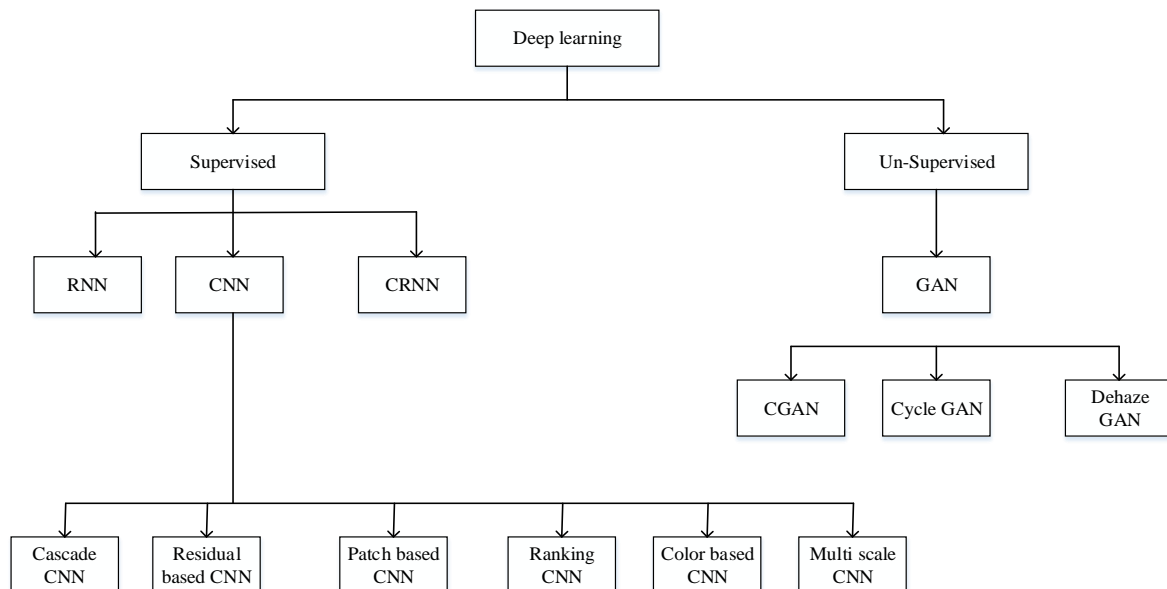 Deep learning
Supervised
Un-Supervised
RNN
CNN
CRNN
GAN
CGAN
Cycle GAN
Dehaze
GAN
Cascade
CNN
Residual
based CNN
Patch based
CNN
Ranking
CNN
Color based
CNN
Multi scale
CNN